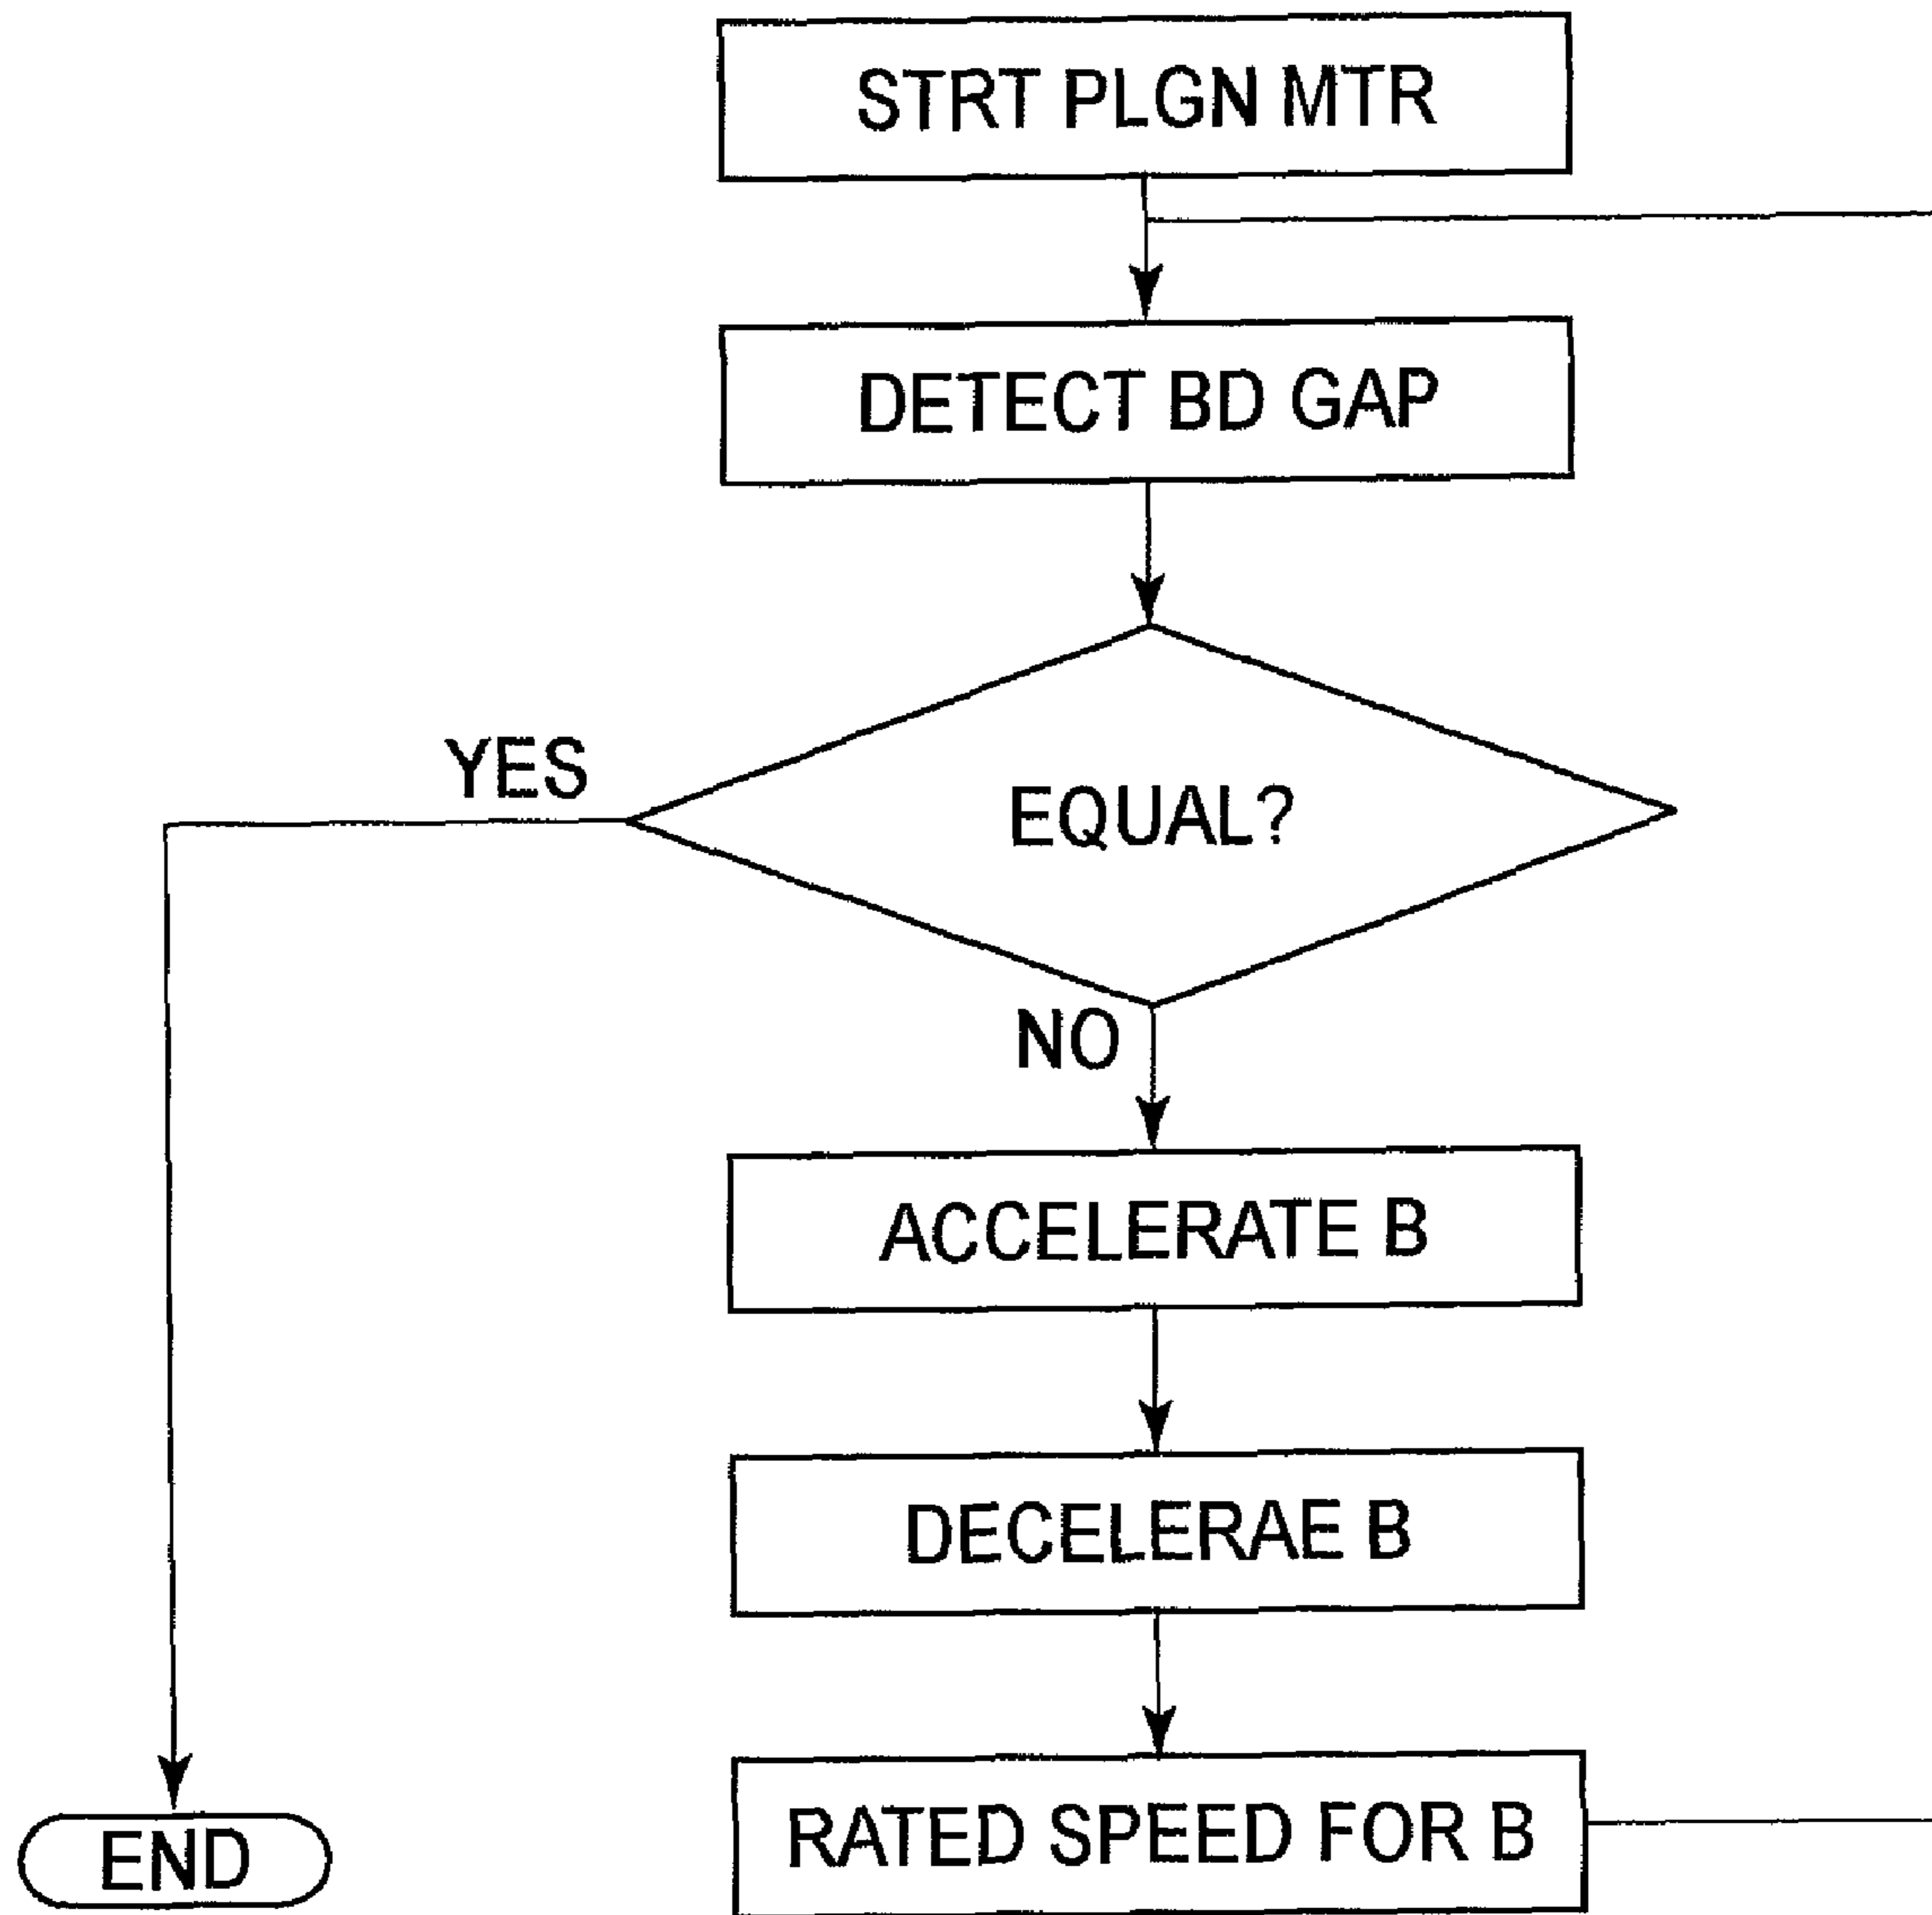 STRT PLGN MTR
DETECT BD GAP
YES
EQUAL?
NO
ACCELERATE B
DECELERAE B
RATED SPEED FOR B
END